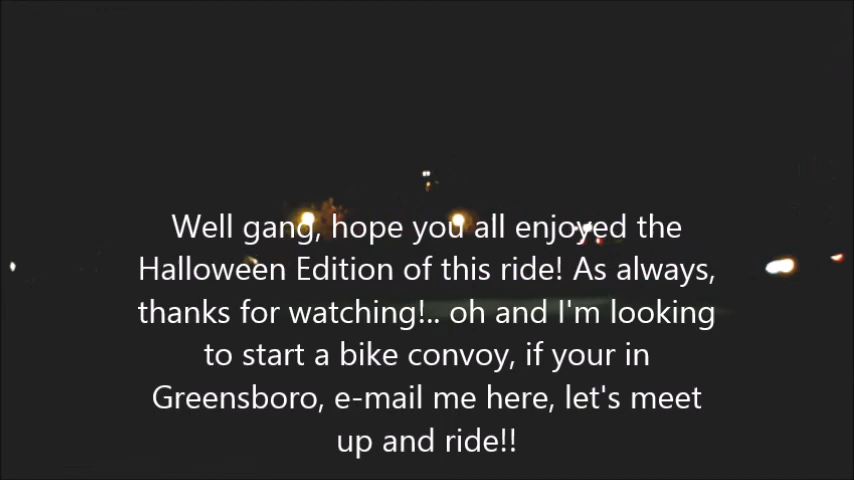 Well gang, hope you all enjoyed the
Halloween Edition of this ride! As always,
thanks for watching!.. oh and I'm looking
to start a bike convoy, if your in
Greensboro, e-mail me here, let's meet
up and ride!!